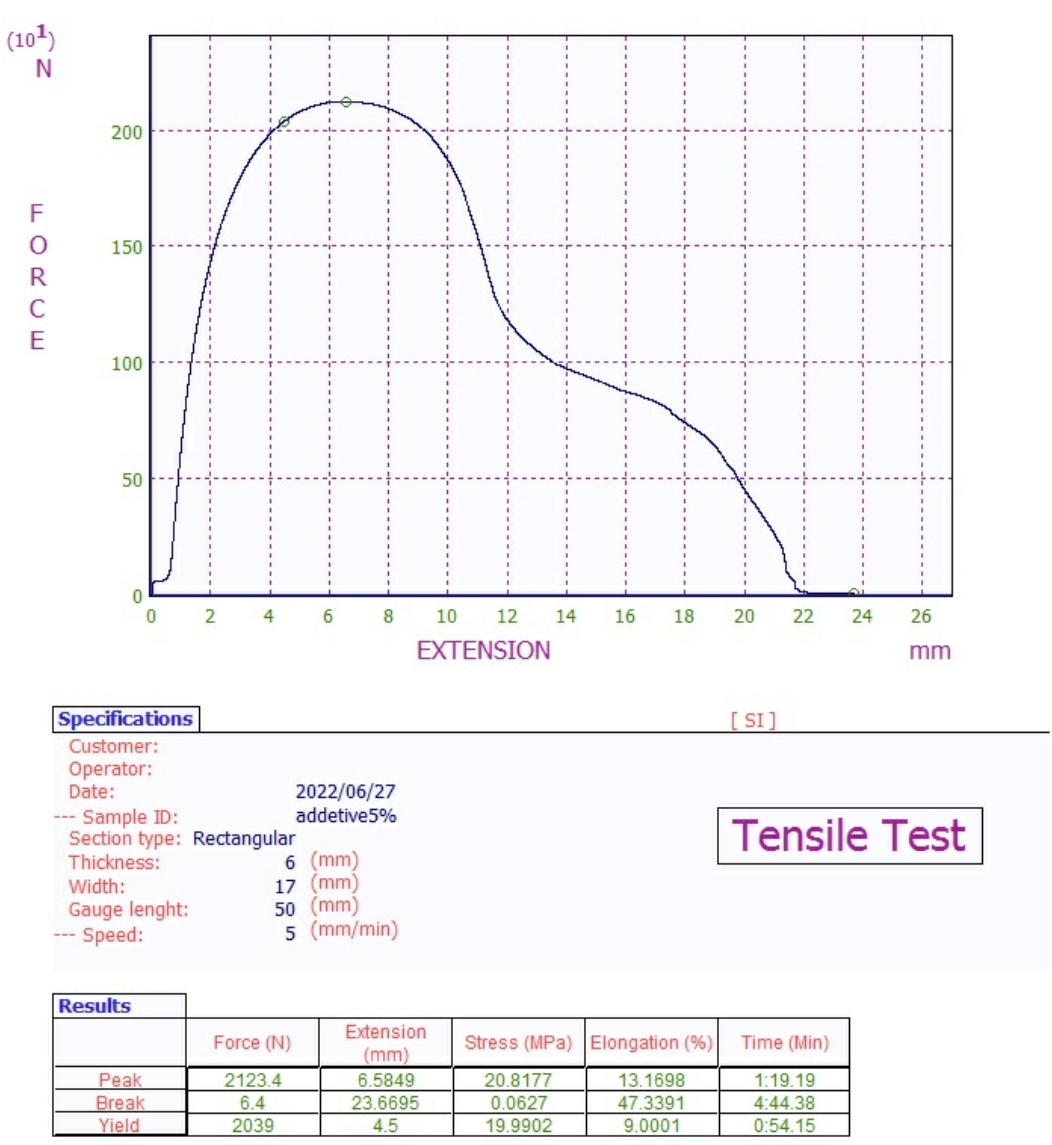 (10¹)
N
200
150
100
50
0
FORCE
0 2 4 6 8 10 12 14 16 18 20 22 24 26
EXTENSION mm
Specifications [ SI ]
Customer:
Operator:
Date: 2022/06/27
--- Sample ID: addetive5%
Section type: Rectangular
Thickness: 6 (mm)
Width: 17 (mm)
Gauge lenght: 50 (mm)
--- Speed: 5 (mm/min)
Tensile Test
Results
Force (N) Extension (mm) Stress (MPa) Elongation (%) Time (Min)
Peak 2123.4 6.5849 20.8177 13.1698 1:19.19
Break 6.4 23.6695 0.0627 47.3391 4:44.38
Yield 2039 4.5 19.9902 9.0001 0:54.15